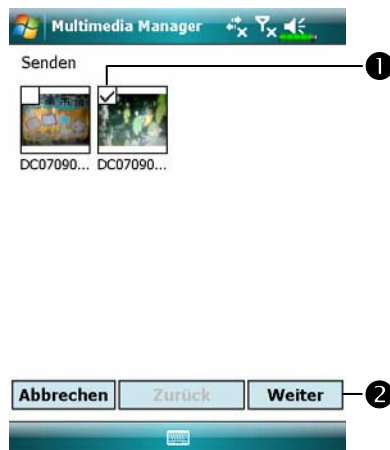 Multimedia Manager
Senden
1
DC07090... DC07090...
Abbrechen Zurück Weiter
2